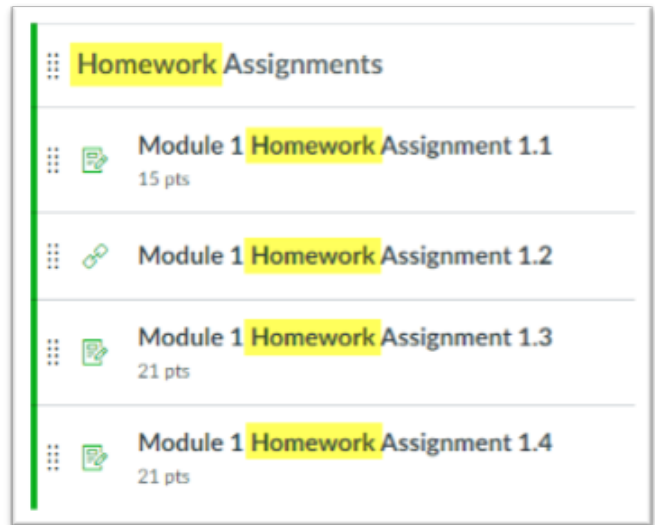 Homework Assignments
Module 1 Homework Assignment 1.1
15 pts
Module 1 Homework Assignment 1.2
Module 1 Homework Assignment 1.3
21 pts
Module 1 Homework Assignment 1.4
21 pts